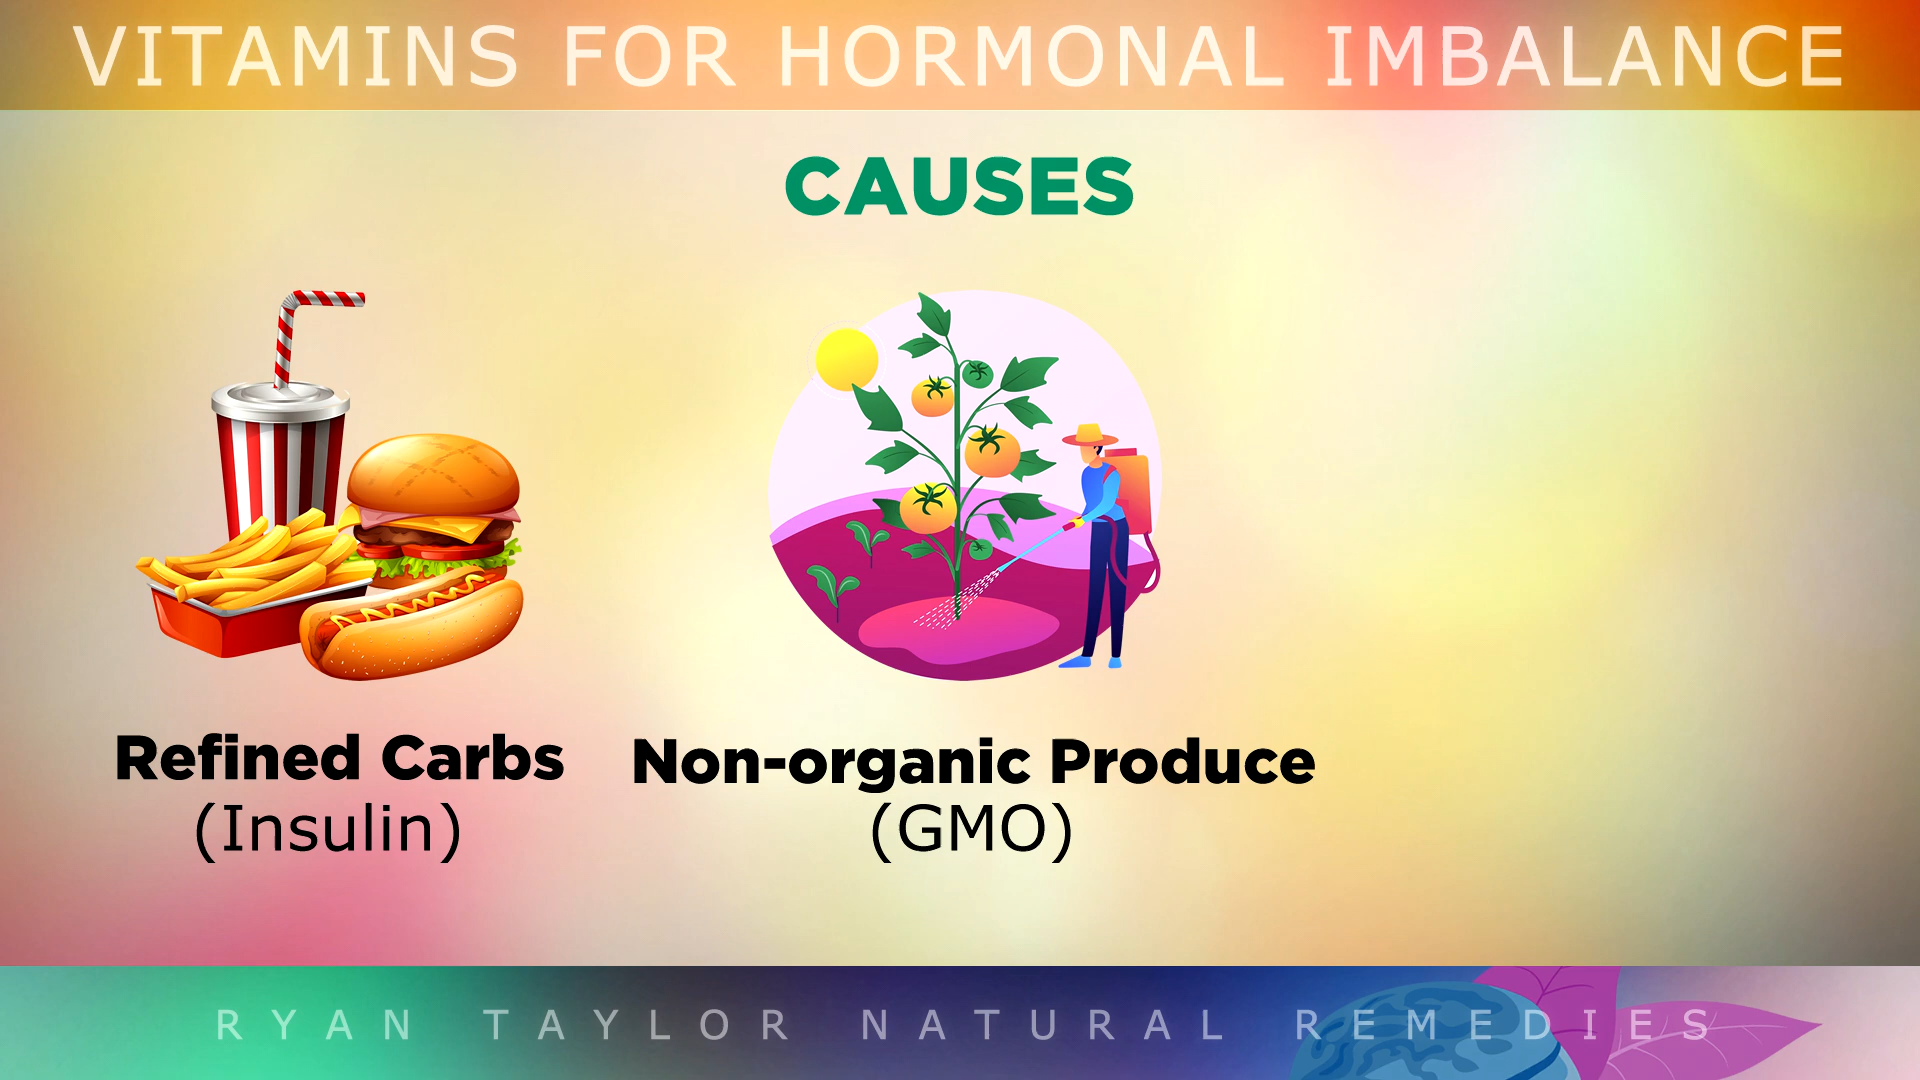 VITAMINS FOR HORMONAL IMBALANCE
CAUSES
Refined Carbs
(Insulin)
Non-organic Produce
(GMO)
RYAN TAYLOR NATURAL REMEDIES